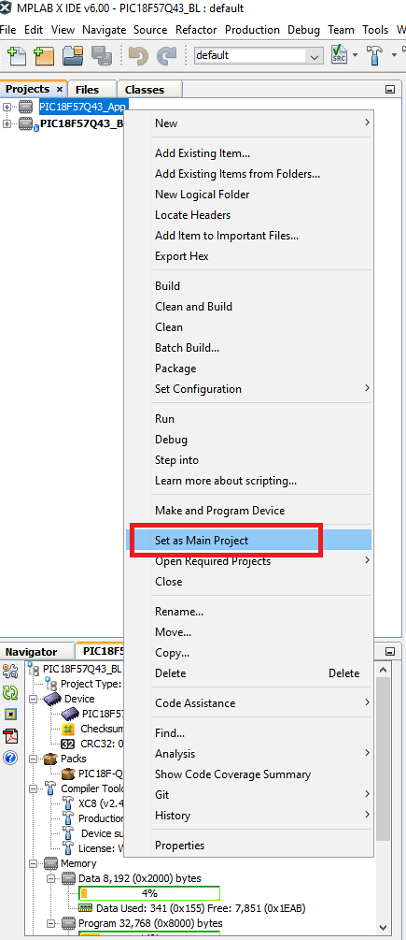 MPLAB X IDE v6.00 - PIC18F57Q43_BL : default
File Edit View Navigate Source Refactor Production Debug Team Tools W
default
SRC
Projects Files Classes
PIC18F57Q43_App
PIC18F57Q43_B
New
Add Existing Item...
Add Existing Items from Folders...
New Logical Folder
Locate Headers
Add Item to Important Files...
Export Hex
Build
Clean and Build
Clean
Batch Build...
Package
Set Configuration
Run
Debug
Step into
Learn more about scripting...
Make and Program Device
Set as Main Project
Open Required Projects
Close
Rename...
Move...
Copy...
Delete Delete
Code Assistance
Find...
Analysis
Show Code Coverage Summary
Git
History
Properties
Navigator PIC18F5
PIC18F57Q43_BL
Project Type:
Device
PIC18F57
Checksum
32 CRC32: 0
Packs
PIC18F-Q
Compiler Toolc
XC8 (v2.4
Production
Device su
License: W
Memory
Data 8,192 (0x2000) bytes
4%
Data Used: 341 (0x155) Free: 7,851 (0x1EAB)
Program 32,768 (0x8000) bytes